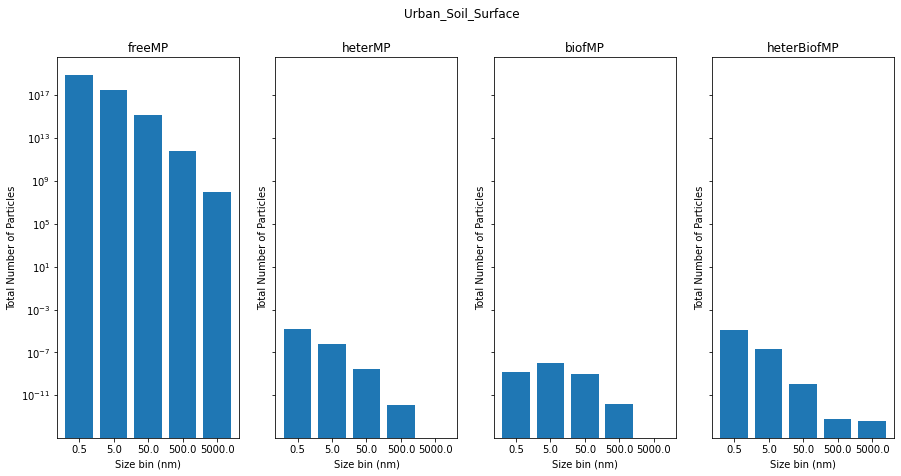 Urban_Soil_Surface
freeMP
heterMP
biofMP
heterBiofMP
Total Number of Particles
10^17
10^13
10^9
10^5
10^1
10^-3
10^-7
10^-11
0.5 5.0 50.0 500.0 5000.0
Size bin (nm)
Total Number of Particles
0.5 5.0 50.0 500.0 5000.0
Size bin (nm)
Total Number of Particles
0.5 5.0 50.0 500.0 5000.0
Size bin (nm)
Total Number of Particles
0.5 5.0 50.0 500.0 5000.0
Size bin (nm)